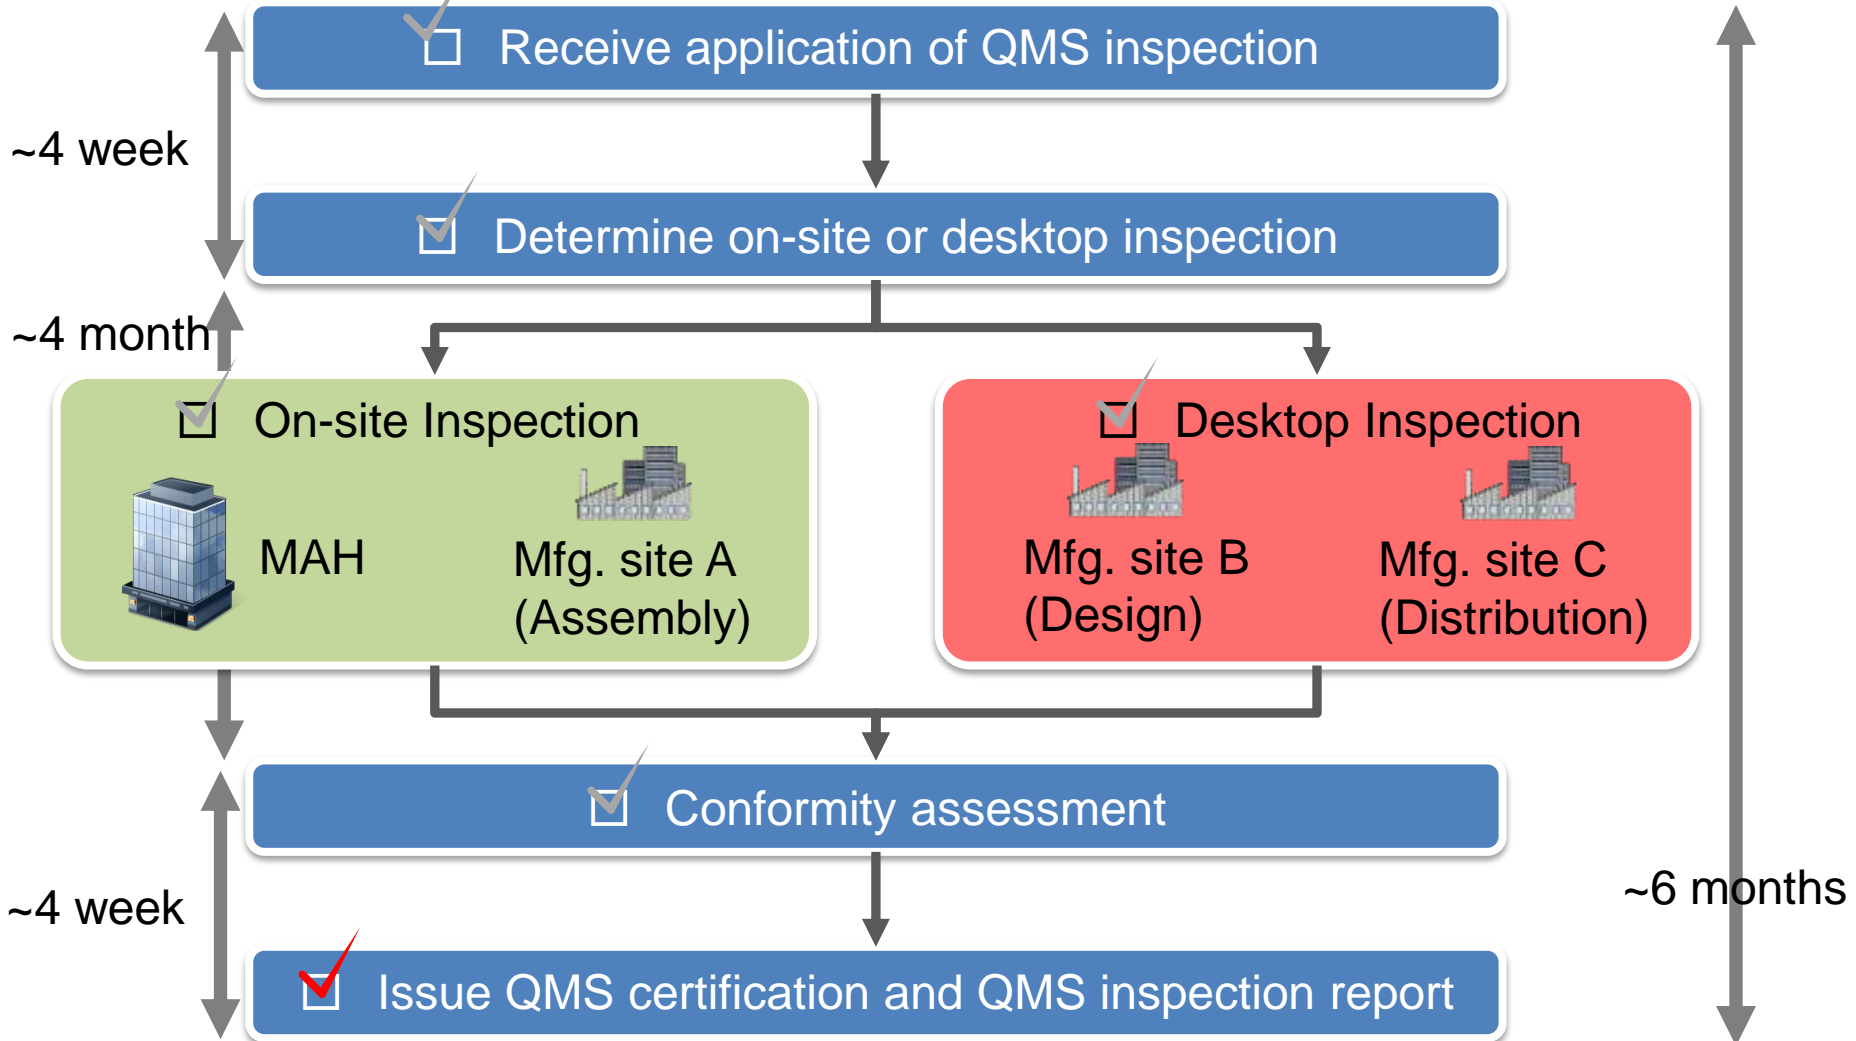 Receive application of QMS inspection
~4 week
Determine on-site or desktop inspection
~4 month
On-site Inspection
MAH
Mfg. site A
(Assembly)
Desktop Inspection
Mfg. site B
(Design)
Mfg. site C
(Distribution)
Conformity assessment
~4 week
~6 months
Issue QMS certification and QMS inspection report